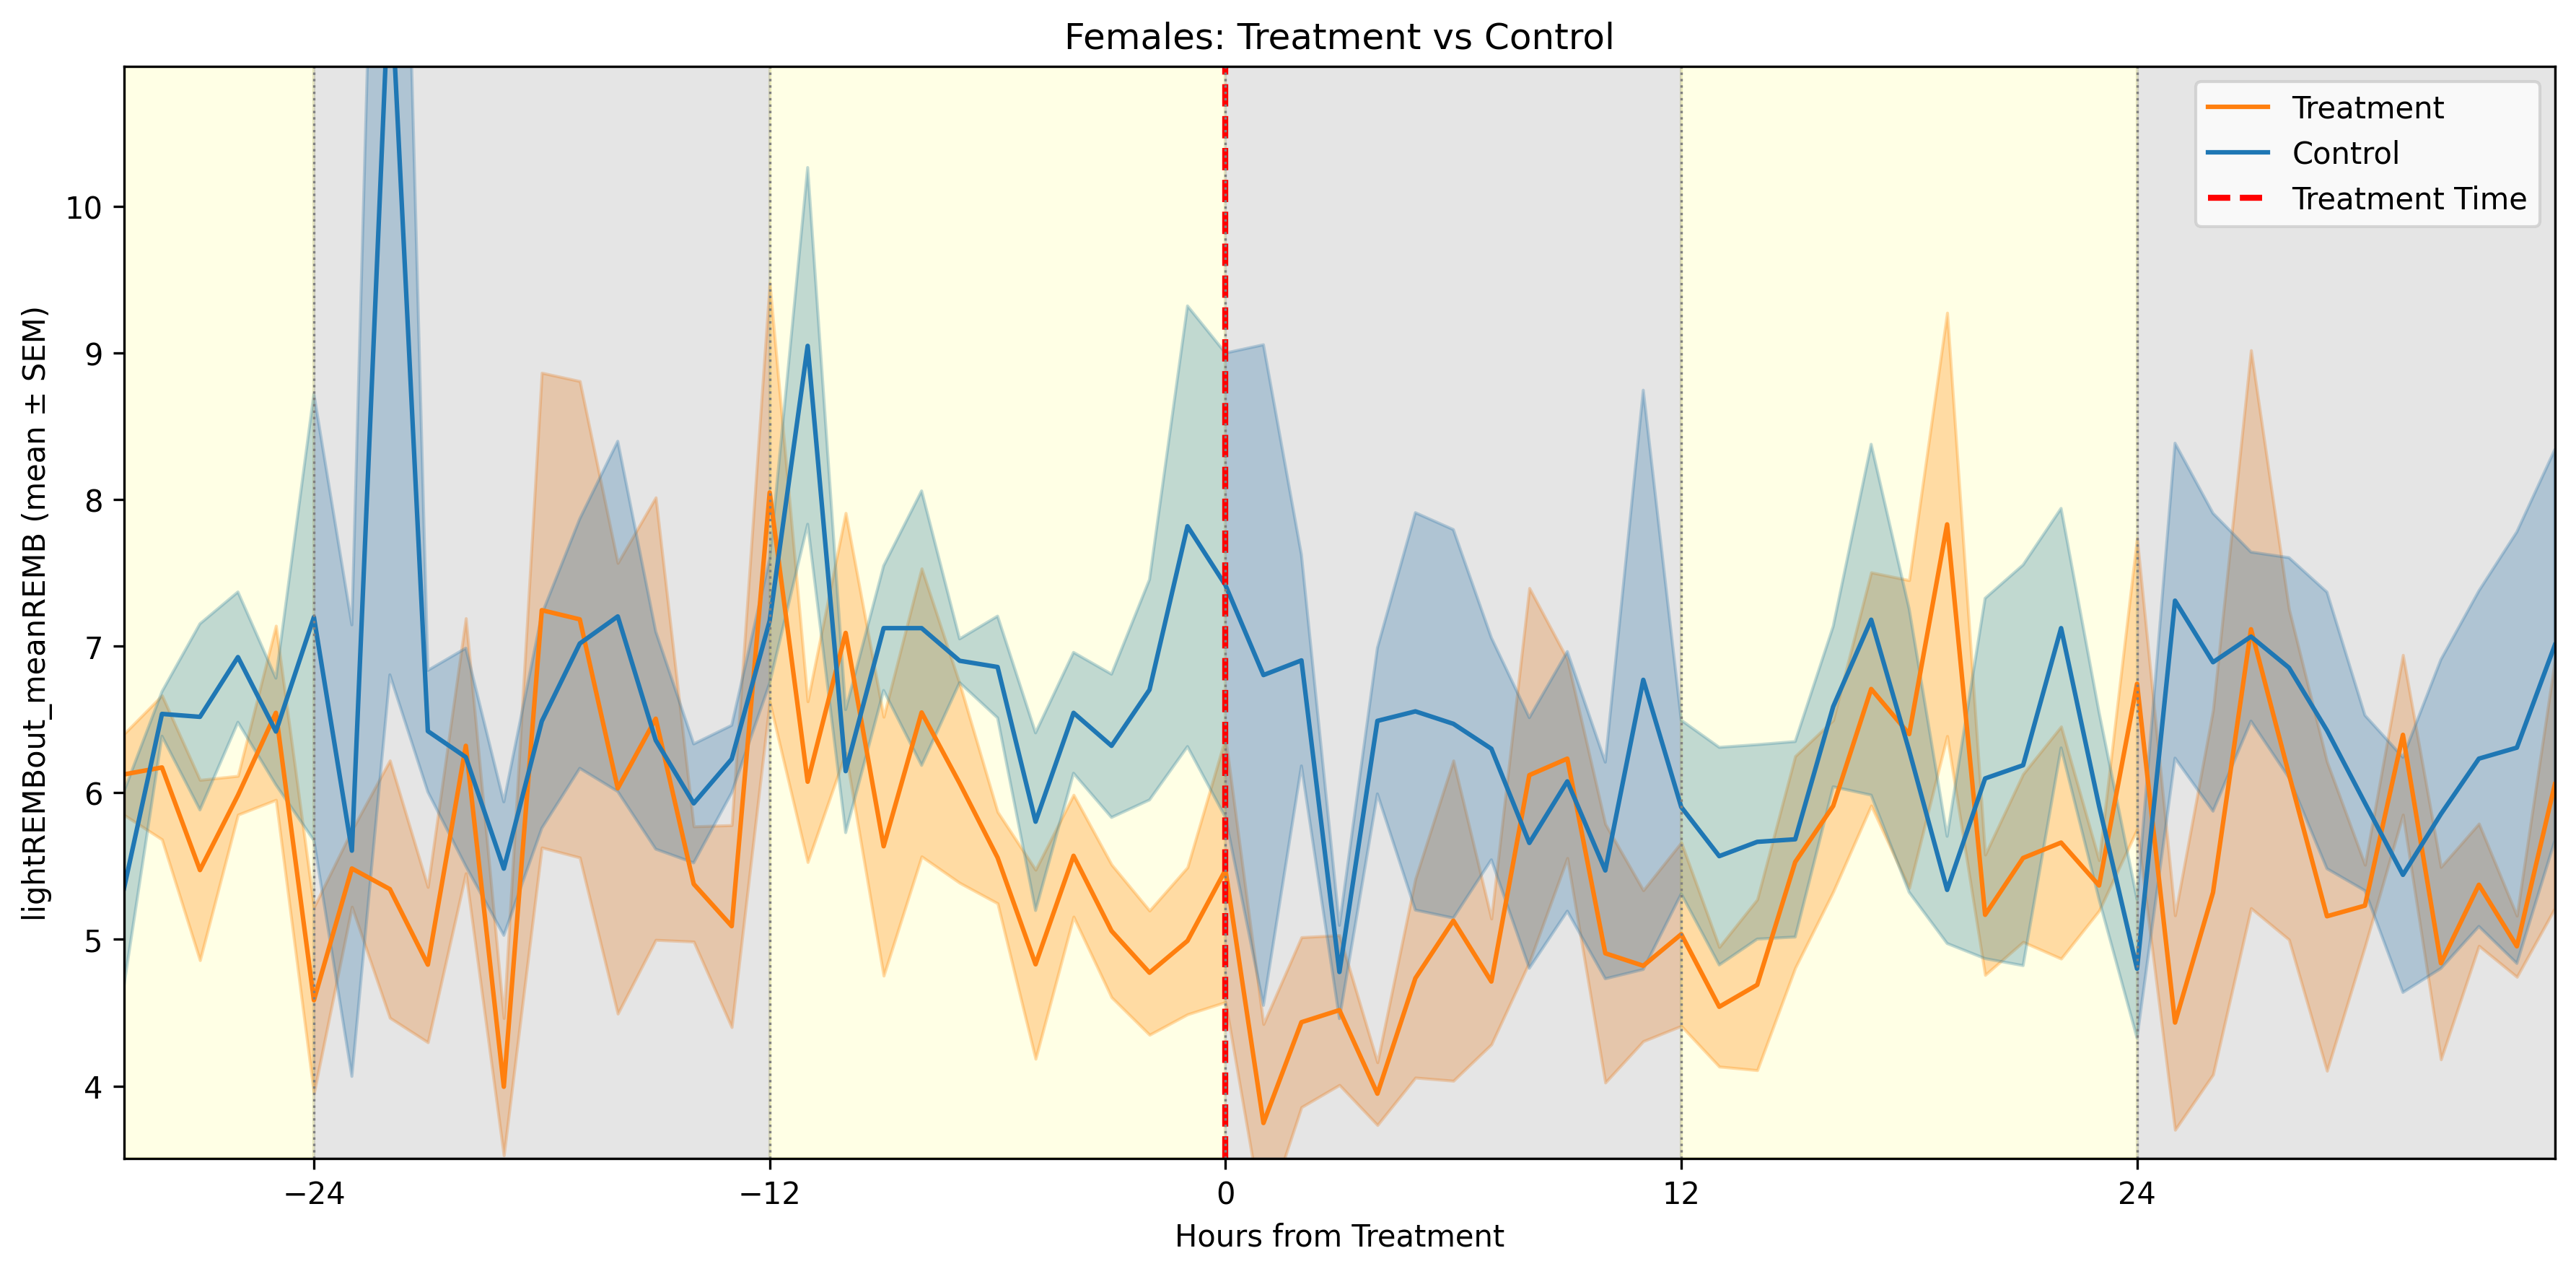 Females: Treatment vs Control
lightREMBout_meanREMB (mean ± SEM)
10
9
8
7
6
5
4
Treatment
Control
Treatment Time
−24
−12
0
12
24
Hours from Treatment